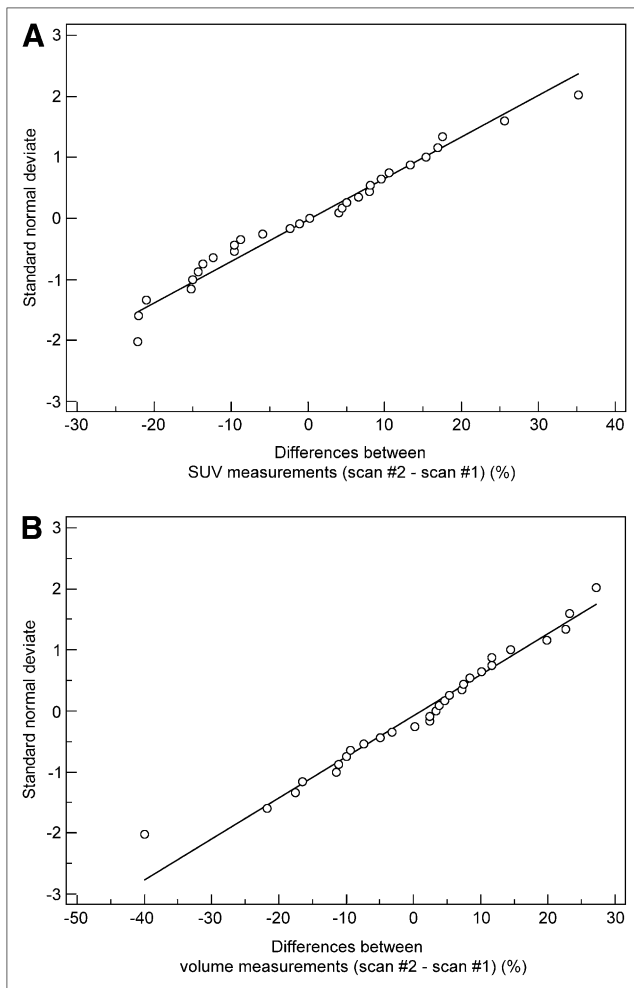 A
3
2
1
0
-1
-2
-3
Standard normal deviate
-30 -20 -10 0 10 20 30 40
Differences between
SUV measurements (scan #2 - scan #1) (%)
B
3
2
1
0
-1
-2
-3
Standard normal deviate
-50 -40 -30 -20 -10 0 10 20 30
Differences between
volume measurements (scan #2 - scan #1) (%)